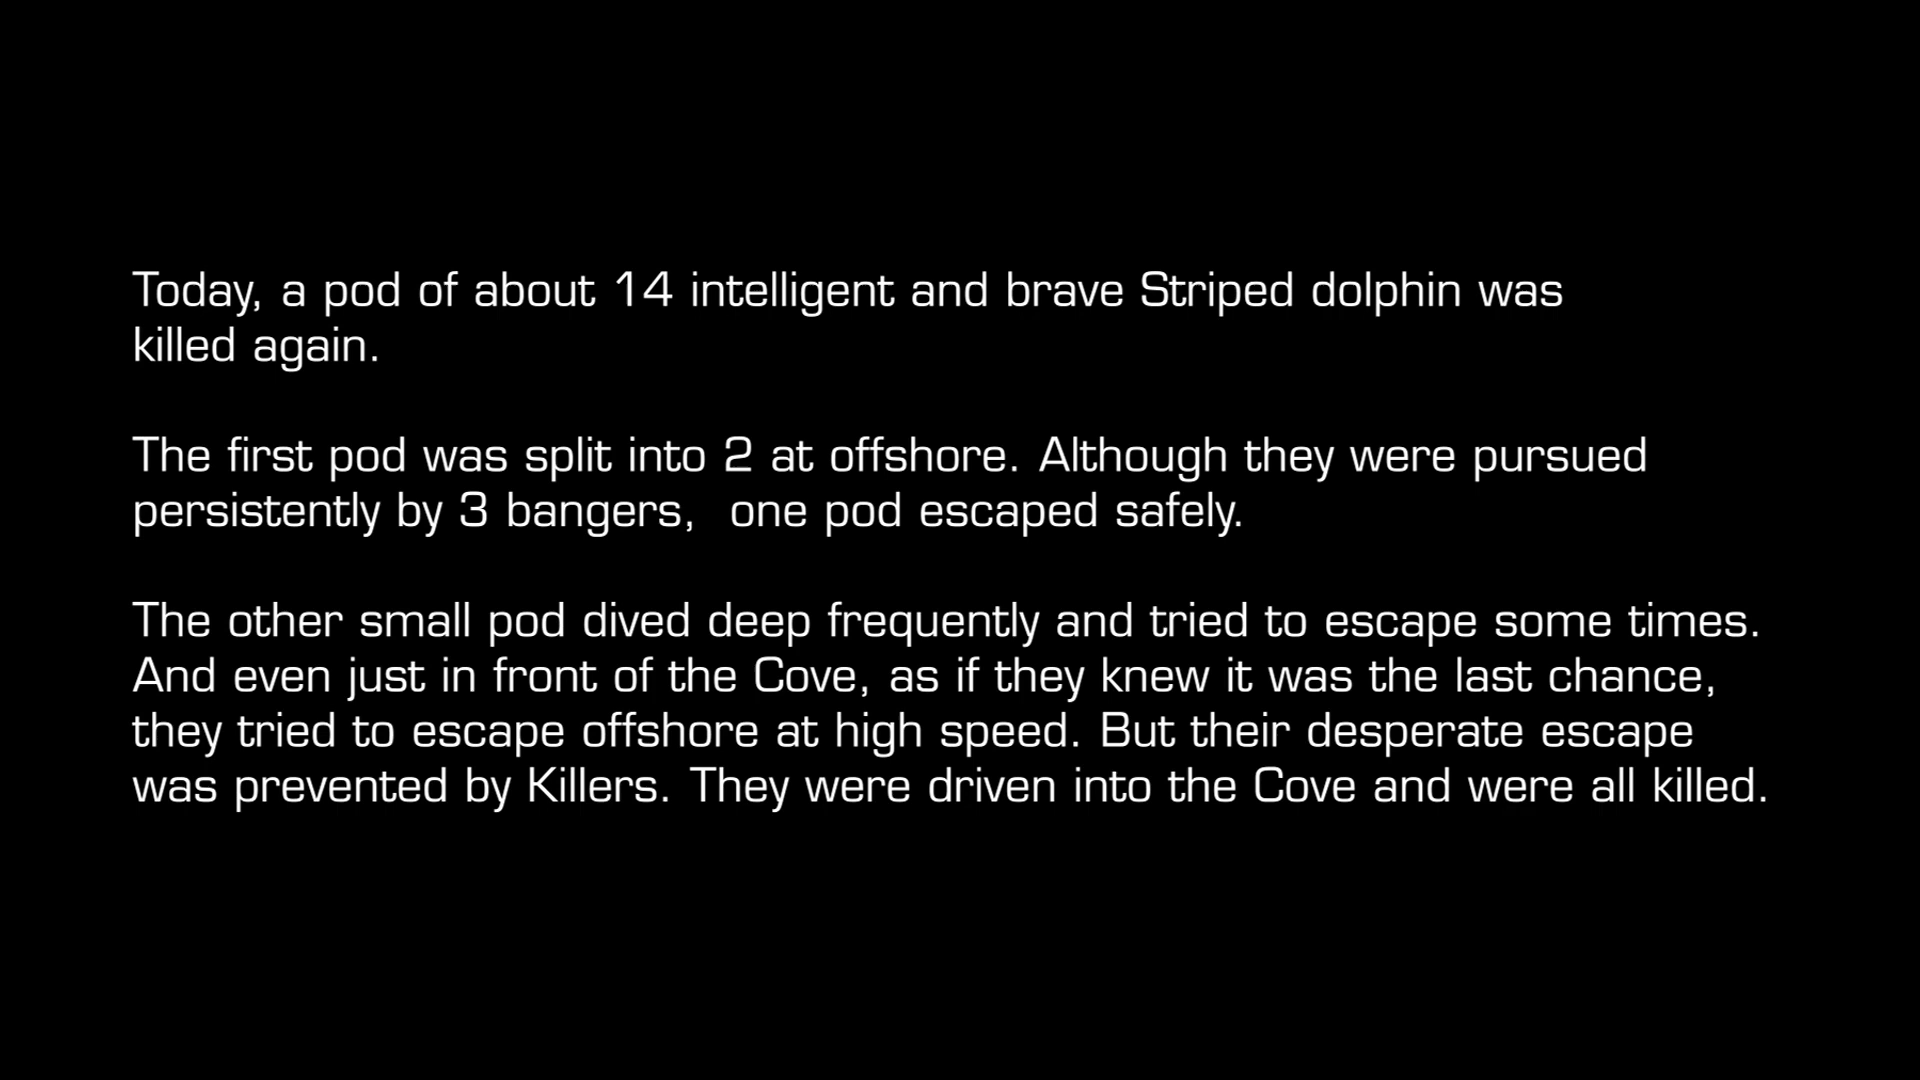 Today, a pod of about 14 intelligent and brave Striped dolphin was
killed again.
The first pod was split into 2 at offshore. Although they were pursued
persistently by 3 bangers,  one pod escaped safely.
The other small pod dived deep frequently and tried to escape some times.
And even just in front of the Cove, as if they knew it was the last chance,
they tried to escape offshore at high speed. But their desperate escape
was prevented by Killers. They were driven into the Cove and were all killed.